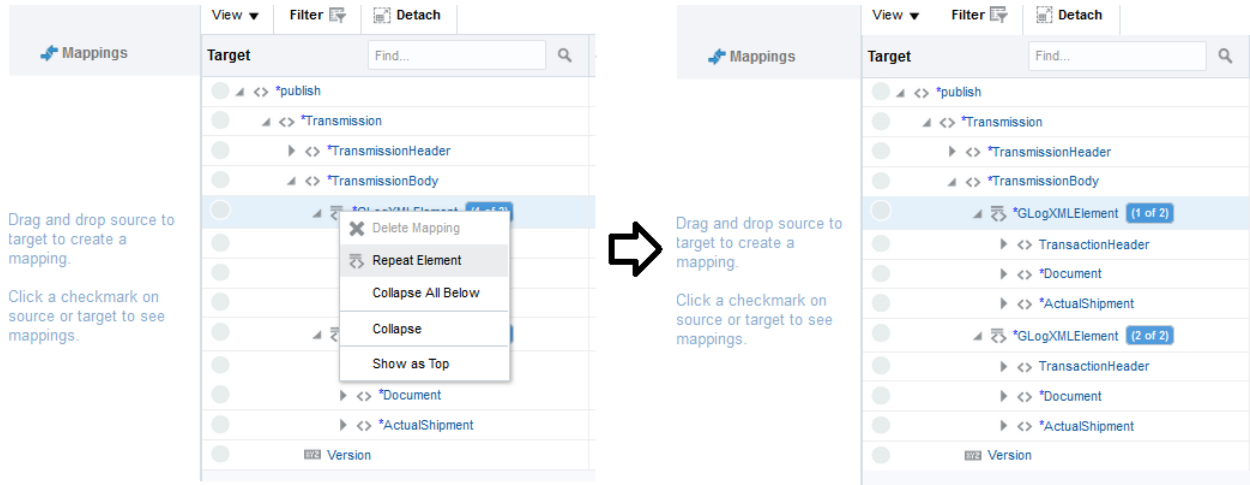 View ▼ Filter Detach
Mappings
Target Find...
<> *publish
<> *Transmission
<> *TransmissionHeader
<> *TransmissionBody
Delete Mapping
Repeat Element
Collapse All Below
Collapse
Show as Top
<> *Document
<> *ActualShipment
XYZ Version
Drag and drop source to
target to create a
mapping.
Click a checkmark on
source or target to see
mappings.
View ▼ Filter Detach
Mappings
Target Find...
<> *publish
<> *Transmission
<> *TransmissionHeader
<> *TransmissionBody
*GLogXMLElement (1 of 2)
<> TransactionHeader
<> *Document
<> *ActualShipment
*GLogXMLElement (2 of 2)
<> TransactionHeader
<> *Document
<> *ActualShipment
XYZ Version
Drag and drop source to
target to create a
mapping.
Click a checkmark on
source or target to see
mappings.